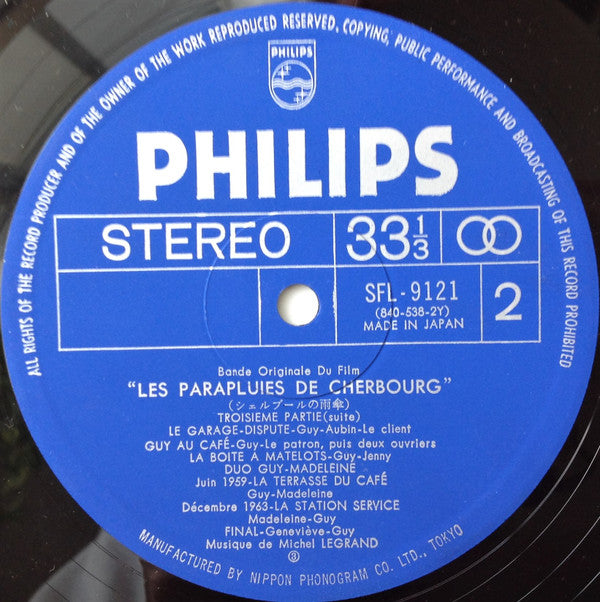 ALL RIGHTS OF THE RECORD PRODUCER AND OF THE OWNER OF THE WORK REPRODUCED RESERVED, COPYING, PUBLIC PERFORMANCE AND BROADCASTING OF THIS RECORD PROHIBITED
PHILIPS
PHILIPS
STEREO 33 1/3
SFL-9121 2
(840-538-2Y)
MADE IN JAPAN
Bande Originale Du Film
"LES PARAPLUIES DE CHERBOURG"
(シェルブールの雨傘)
TROISIEME PARTIE(suite)
LE GARAGE-DISPUTE-Guy-Aubin-Le client
GUY AU CAFÉ-Guy-Le patron, puis deux ouvriers
LA BOITE À MATELOTS-Guy-Jenny
DUO GUY-MADELEINE
Juin 1959-LA TERRASSE DU CAFÉ
Guy-Madeleine
Décembre 1963-LA STATION SERVICE
Madeleine-Guy
FINAL-Geneviève-Guy
Musique de Michel LEGRAND
MANUFACTURED BY NIPPON PHONOGRAM CO. LTD., TOKYO